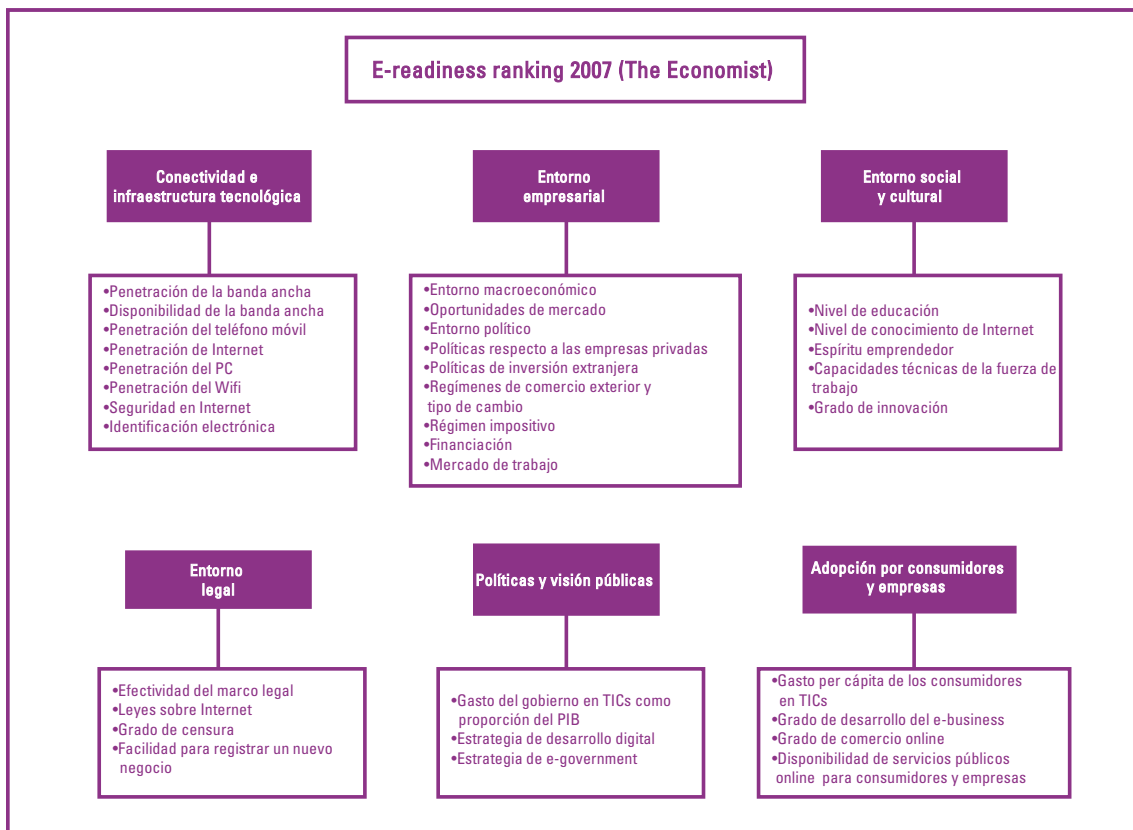 E-readiness ranking 2007 (The Economist)
Conectividad e
infraestructura tecnológica
•Penetración de la banda ancha
•Disponibilidad de la banda ancha
•Penetración del teléfono móvil
•Penetración de Internet
•Penetración del PC
•Penetración del Wifi
•Seguridad en Internet
•Identificación electrónica
Entorno
empresarial
•Entorno macroeconómico
•Oportunidades de mercado
•Entorno político
•Políticas respecto a las empresas privadas
•Políticas de inversión extranjera
•Regímenes de comercio exterior y
tipo de cambio
•Régimen impositivo
•Financiación
•Mercado de trabajo
Entorno social
y cultural
•Nivel de educación
•Nivel de conocimiento de Internet
•Espíritu emprendedor
•Capacidades técnicas de la fuerza de
trabajo
•Grado de innovación
Entorno
legal
•Efectividad del marco legal
•Leyes sobre Internet
•Grado de censura
•Facilidad para registrar un nuevo
negocio
Políticas y visión públicas
•Gasto del gobierno en TICs como
proporción del PIB
•Estrategia de desarrollo digital
•Estrategia de e-government
Adopción por consumidores
y empresas
•Gasto per cápita de los consumidores
en TICs
•Grado de desarrollo del e-business
•Grado de comercio online
•Disponibilidad de servicios públicos
online para consumidores y empresas